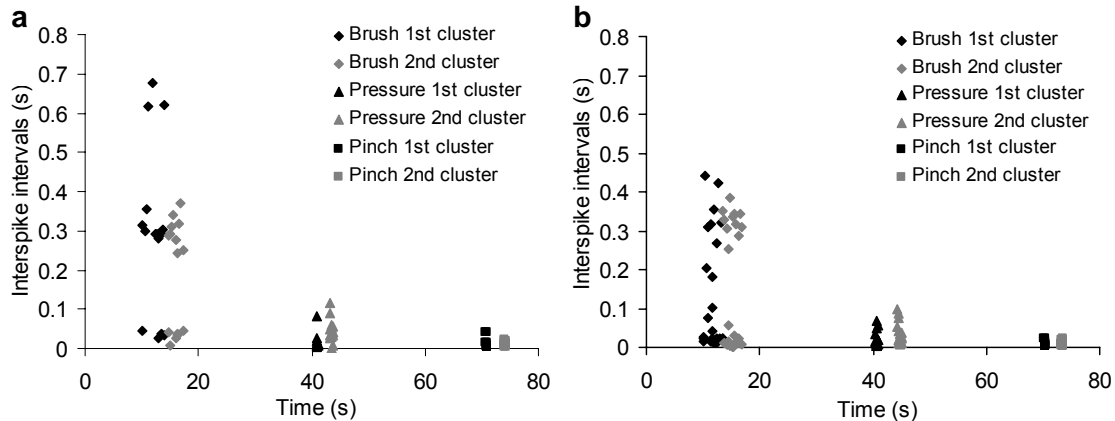 a
0.8
0.7
0.6
0.5
0.4
0.3
0.2
0.1
0
Interspike intervals (s)
0 20 40 60 80
Time (s)
Brush 1st cluster
Brush 2nd cluster
Pressure 1st cluster
Pressure 2nd cluster
Pinch 1st cluster
Pinch 2nd cluster
b
0.8
0.7
0.6
0.5
0.4
0.3
0.2
0.1
0
Interspike intervals (s)
0 20 40 60 80
Time (s)
Brush 1st cluster
Brush 2nd cluster
Pressure 1st cluster
Pressure 2nd cluster
Pinch 1st cluster
Pinch 2nd cluster